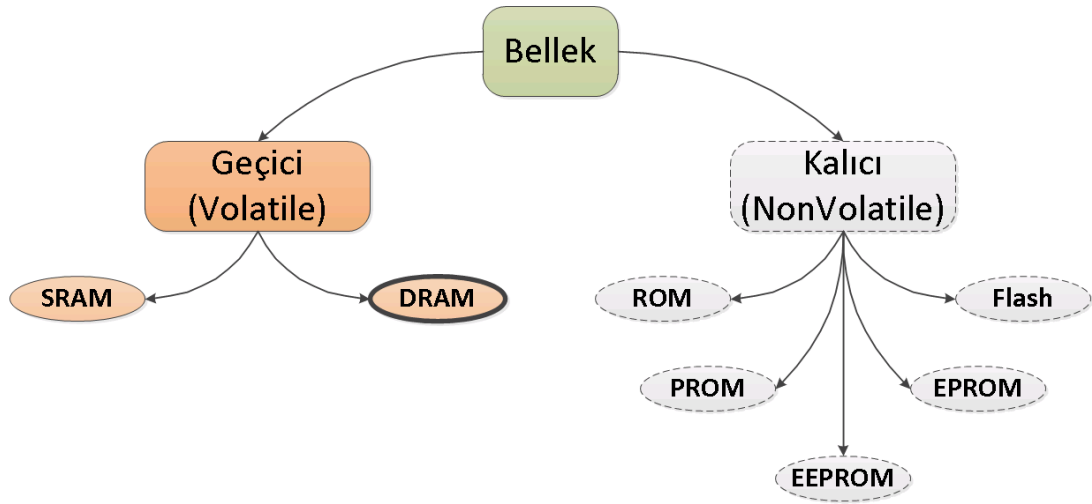 Bellek
Geçici
(Volatile)
Kalıcı
(NonVolatile)
SRAM
DRAM
ROM
Flash
PROM
EPROM
EEPROM